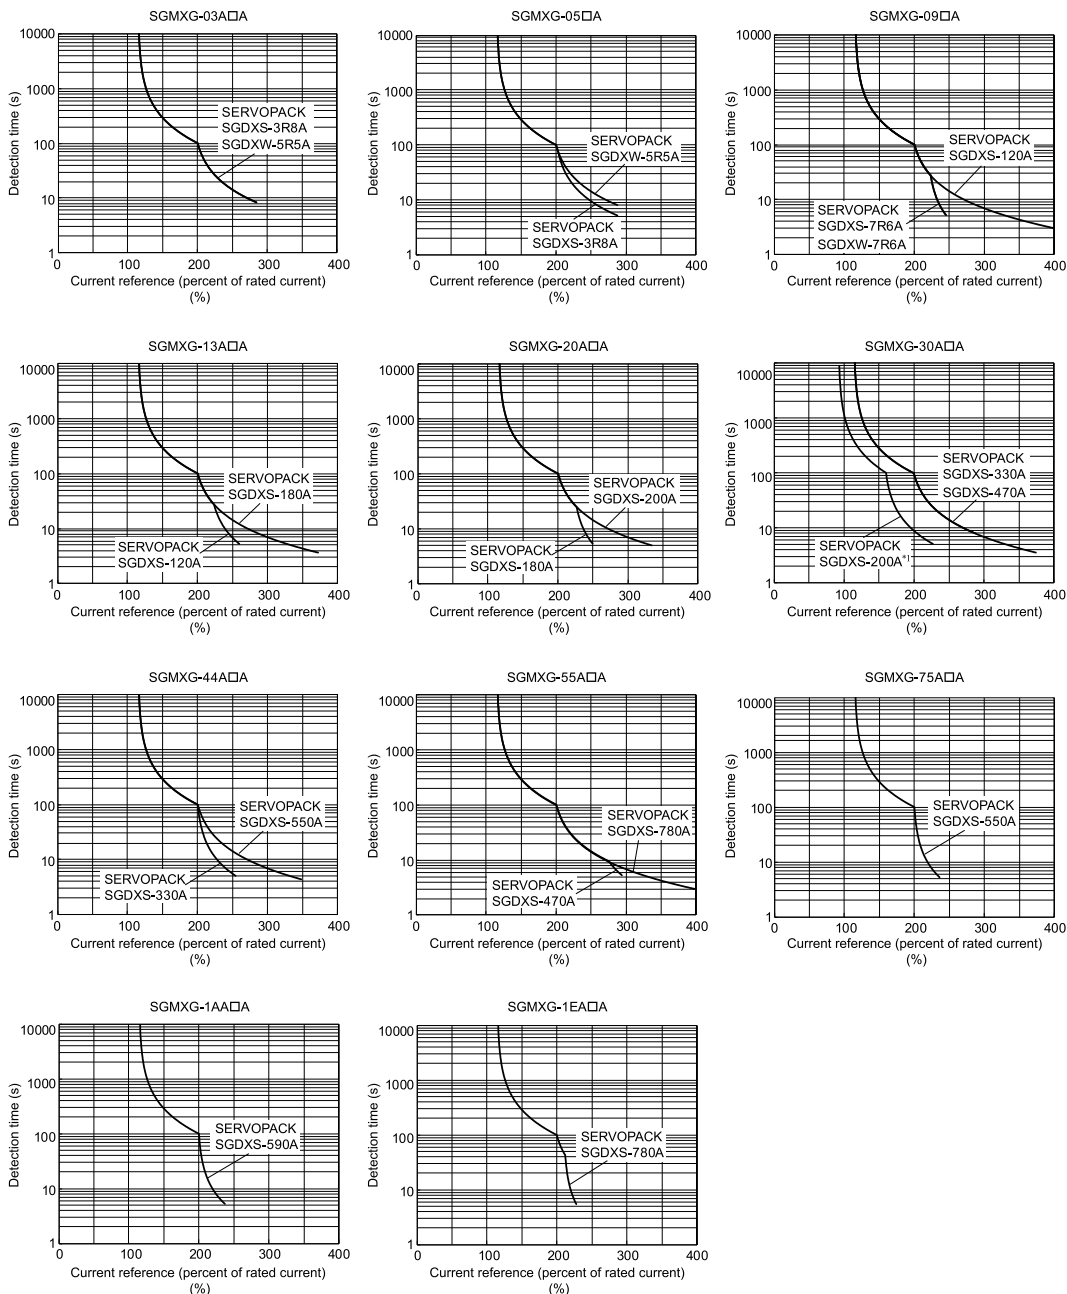 SGMXG-03A□A
10000
1000
100
10
1
Detection time (s)
SERVOPACK
SGDXS-3R8A
SGDXW-5R5A
0 100 200 300 400
Current reference (percent of rated current)
(%)
SGMXG-05□A
10000
1000
100
10
1
Detection time (s)
SERVOPACK
SGDXW-5R5A
SERVOPACK
SGDXS-3R8A
0 100 200 300 400
Current reference (percent of rated current)
(%)
SGMXG-09□A
10000
1000
100
10
1
Detection time (s)
SERVOPACK
SGDXS-120A
SERVOPACK
SGDXS-7R6A
SGDXW-7R6A
0 100 200 300 400
Current reference (percent of rated current)
(%)
SGMXG-13A□A
10000
1000
100
10
1
Detection time (s)
SERVOPACK
SGDXS-180A
SERVOPACK
SGDXS-120A
0 100 200 300 400
Current reference (percent of rated current)
(%)
SGMXG-20A□A
10000
1000
100
10
1
Detection time (s)
SERVOPACK
SGDXS-200A
SERVOPACK
SGDXS-180A
0 100 200 300 400
Current reference (percent of rated current)
(%)
SGMXG-30A□A
10000
1000
100
10
1
Detection time (s)
SERVOPACK
SGDXS-330A
SGDXS-470A
SERVOPACK
SGDXS-200A*1
0 100 200 300 400
Current reference (percent of rated current)
(%)
SGMXG-44A□A
10000
1000
100
10
1
Detection time (s)
SERVOPACK
SGDXS-550A
SERVOPACK
SGDXS-330A
0 100 200 300 400
Current reference (percent of rated current)
(%)
SGMXG-55A□A
10000
1000
100
10
1
Detection time (s)
SERVOPACK
SGDXS-780A
SERVOPACK
SGDXS-470A
0 100 200 300 400
Current reference (percent of rated current)
(%)
SGMXG-75A□A
10000
1000
100
10
1
Detection time (s)
SERVOPACK
SGDXS-550A
0 100 200 300 400
Current reference (percent of rated current)
(%)
SGMXG-1AA□A
10000
1000
100
10
1
Detection time (s)
SERVOPACK
SGDXS-590A
0 100 200 300 400
Current reference (percent of rated current)
(%)
SGMXG-1EA□A
10000
1000
100
10
1
Detection time (s)
SERVOPACK
SGDXS-780A
0 100 200 300 400
Current reference (percent of rated current)
(%)